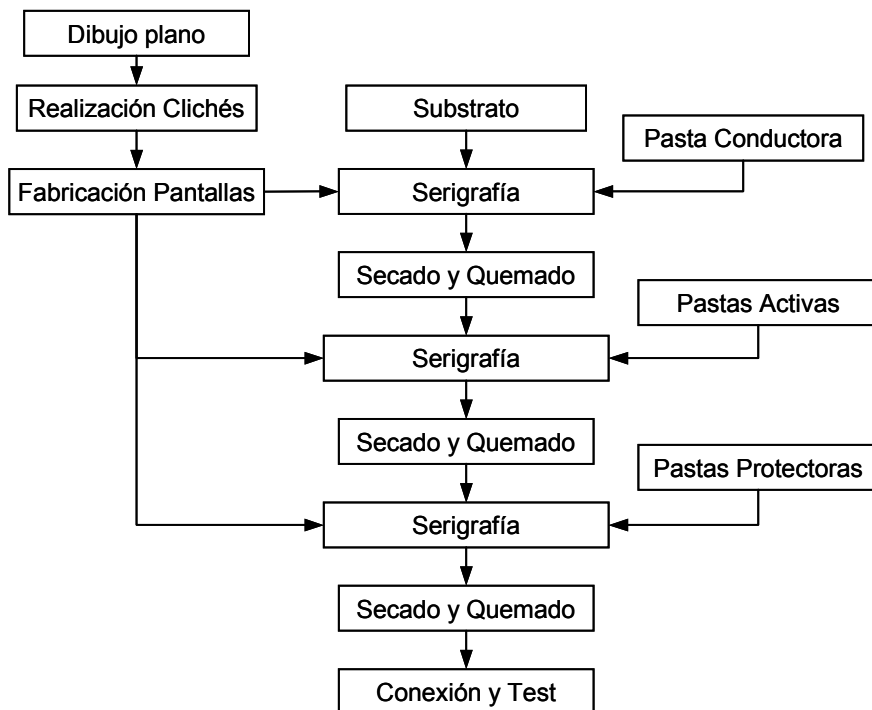 Dibujo plano
Realización Clichés
Substrato
Pasta Conductora
Fabricación Pantallas
Serigrafía
Secado y Quemado
Pastas Activas
Serigrafía
Secado y Quemado
Pastas Protectoras
Serigrafía
Secado y Quemado
Conexión y Test